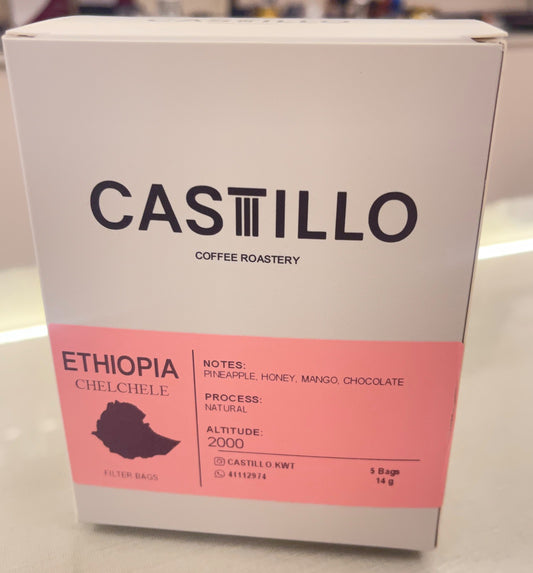 CASTILLO
CASTILLO
COFFEE ROASTERY
ETHIOPIA
CHELCHELE
FILTER BAGS
NOTES:
PINEAPPLE, HONEY, MANGO, CHOCOLATE
PROCESS:
NATURAL
ALTITUDE:
2000
CASTILLO.KWT
41112974
5 Bags
14 g